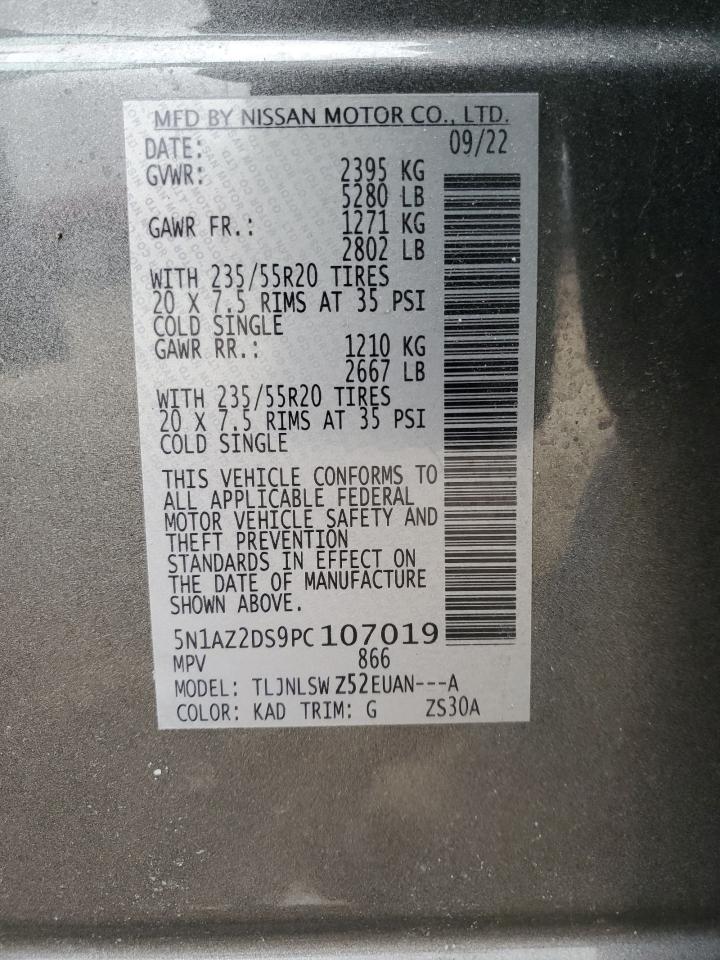 MFD BY NISSAN MOTOR CO., LTD.
DATE: 09/22
GVWR: 2395 KG
5280 LB
GAWR FR.: 1271 KG
2802 LB
WITH 235/55R20 TIRES
20 X 7.5 RIMS AT 35 PSI
COLD SINGLE
GAWR RR.: 1210 KG
2667 LB
WITH 235/55R20 TIRES
20 X 7.5 RIMS AT 35 PSI
COLD SINGLE
THIS VEHICLE CONFORMS TO
ALL APPLICABLE FEDERAL
MOTOR VEHICLE SAFETY AND
THEFT PREVENTION
STANDARDS IN EFFECT ON
THE DATE OF MANUFACTURE
SHOWN ABOVE.
5N1AZ2DS9PC107019
MPV 866
MODEL: TLJNLSW Z52EUAN---A
COLOR: KAD TRIM: G ZS30A